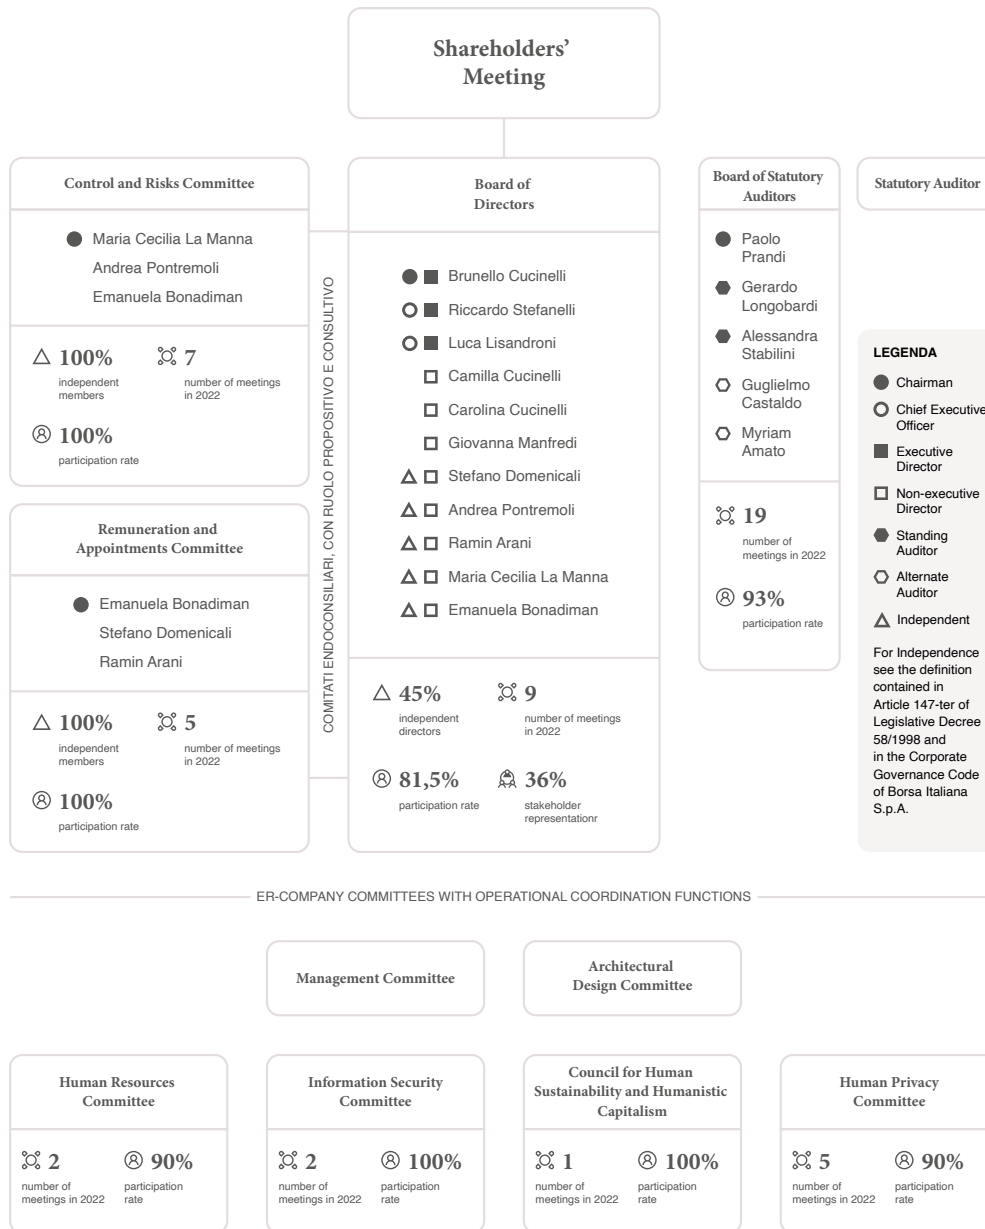 Shareholders’
Meeting
Control and Risks Committee
Maria Cecilia La Manna
Andrea Pontremoli
Emanuela Bonadiman
100%
independent
members
7
number of meetings
in 2022
100%
participation rate
Remuneration and
Appointments Committee
Emanuela Bonadiman
Stefano Domenicali
Ramin Arani
100%
independent
members
5
number of meetings
in 2022
100%
participation rate
COMITATI ENDOCONSILIARI, CON RUOLO PROPOSITIVO E CONSULTIVO
Board of
Directors
Brunello Cucinelli
Riccardo Stefanelli
Luca Lisandroni
Camilla Cucinelli
Carolina Cucinelli
Giovanna Manfredi
Stefano Domenicali
Andrea Pontremoli
Ramin Arani
Maria Cecilia La Manna
Emanuela Bonadiman
45%
independent
directors
9
number of meetings
in 2022
81,5%
participation rate
36%
stakeholder
representationr
Board of Statutory
Auditors
Paolo
Prandi
Gerardo
Longobardi
Alessandra
Stabilini
Guglielmo
Castaldo
Myriam
Amato
19
number of
meetings in 2022
93%
participation rate
Statutory Auditor
LEGENDA
Chairman
Chief Executive
Officer
Executive
Director
Non-executive
Director
Standing
Auditor
Alternate
Auditor
Independent
For Independence
see the definition
contained in
Article 147-ter of
Legislative Decree
58/1998 and
in the Corporate
Governance Code
of Borsa Italiana
S.p.A.
ER-COMPANY COMMITTEES WITH OPERATIONAL COORDINATION FUNCTIONS
Management Committee
Architectural
Design Committee
Human Resources
Committee
2
number of
meetings in 2022
90%
participation
rate
Information Security
Committee
2
number of
meetings in 2022
100%
participation
rate
Council for Human
Sustainability and Humanistic
Capitalism
1
number of
meetings in 2022
100%
participation
rate
Human Privacy
Committee
5
number of
meetings in 2022
90%
participation
rate